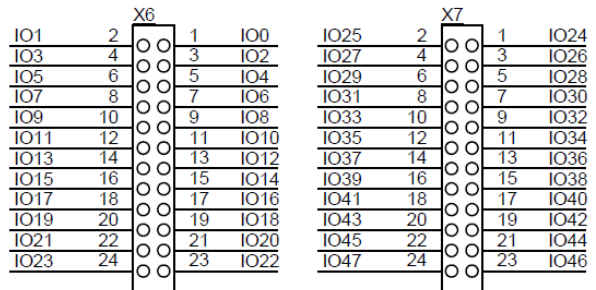 X6 X7
IO1 2 1 IO0 IO25 2 1 IO24
IO3 4 3 IO2 IO27 4 3 IO26
IO5 6 5 IO4 IO29 6 5 IO28
IO7 8 7 IO6 IO31 8 7 IO30
IO9 10 9 IO8 IO33 10 9 IO32
IO11 12 11 IO10 IO35 12 11 IO34
IO13 14 13 IO12 IO37 14 13 IO36
IO15 16 15 IO14 IO39 16 15 IO38
IO17 18 17 IO16 IO41 18 17 IO40
IO19 20 19 IO18 IO43 20 19 IO42
IO21 22 21 IO20 IO45 22 21 IO44
IO23 24 23 IO22 IO47 24 23 IO46